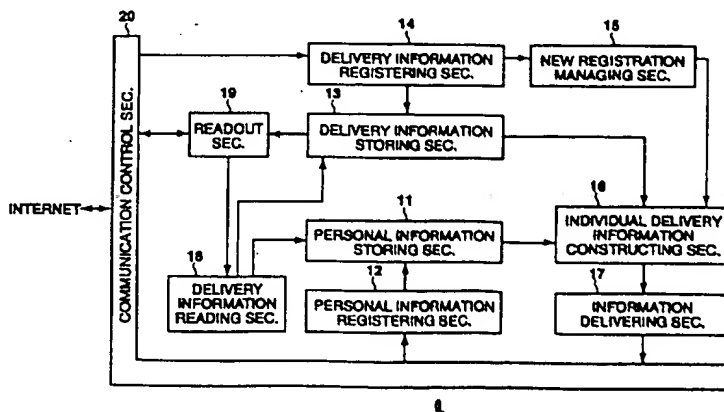 20
14
15
DELIVERY INFORMATION
REGISTERING SEC.
NEW REGISTRATION
MANAGING SEC.
19
13
READOUT
SEC.
DELIVERY INFORMATION
STORING SEC.
COMMUNICATION CONTROL SEC.
INTERNET
11
16
PERSONAL INFORMATION
STORING SEC.
INDIVIDUAL DELIVERY
INFORMATION
CONSTRUCTING SEC.
18
12
17
DELIVERY
INFORMATION
READING SEC.
PERSONAL INFORMATION
REGISTERING SEC.
INFORMATION
DELIVERING SEC.